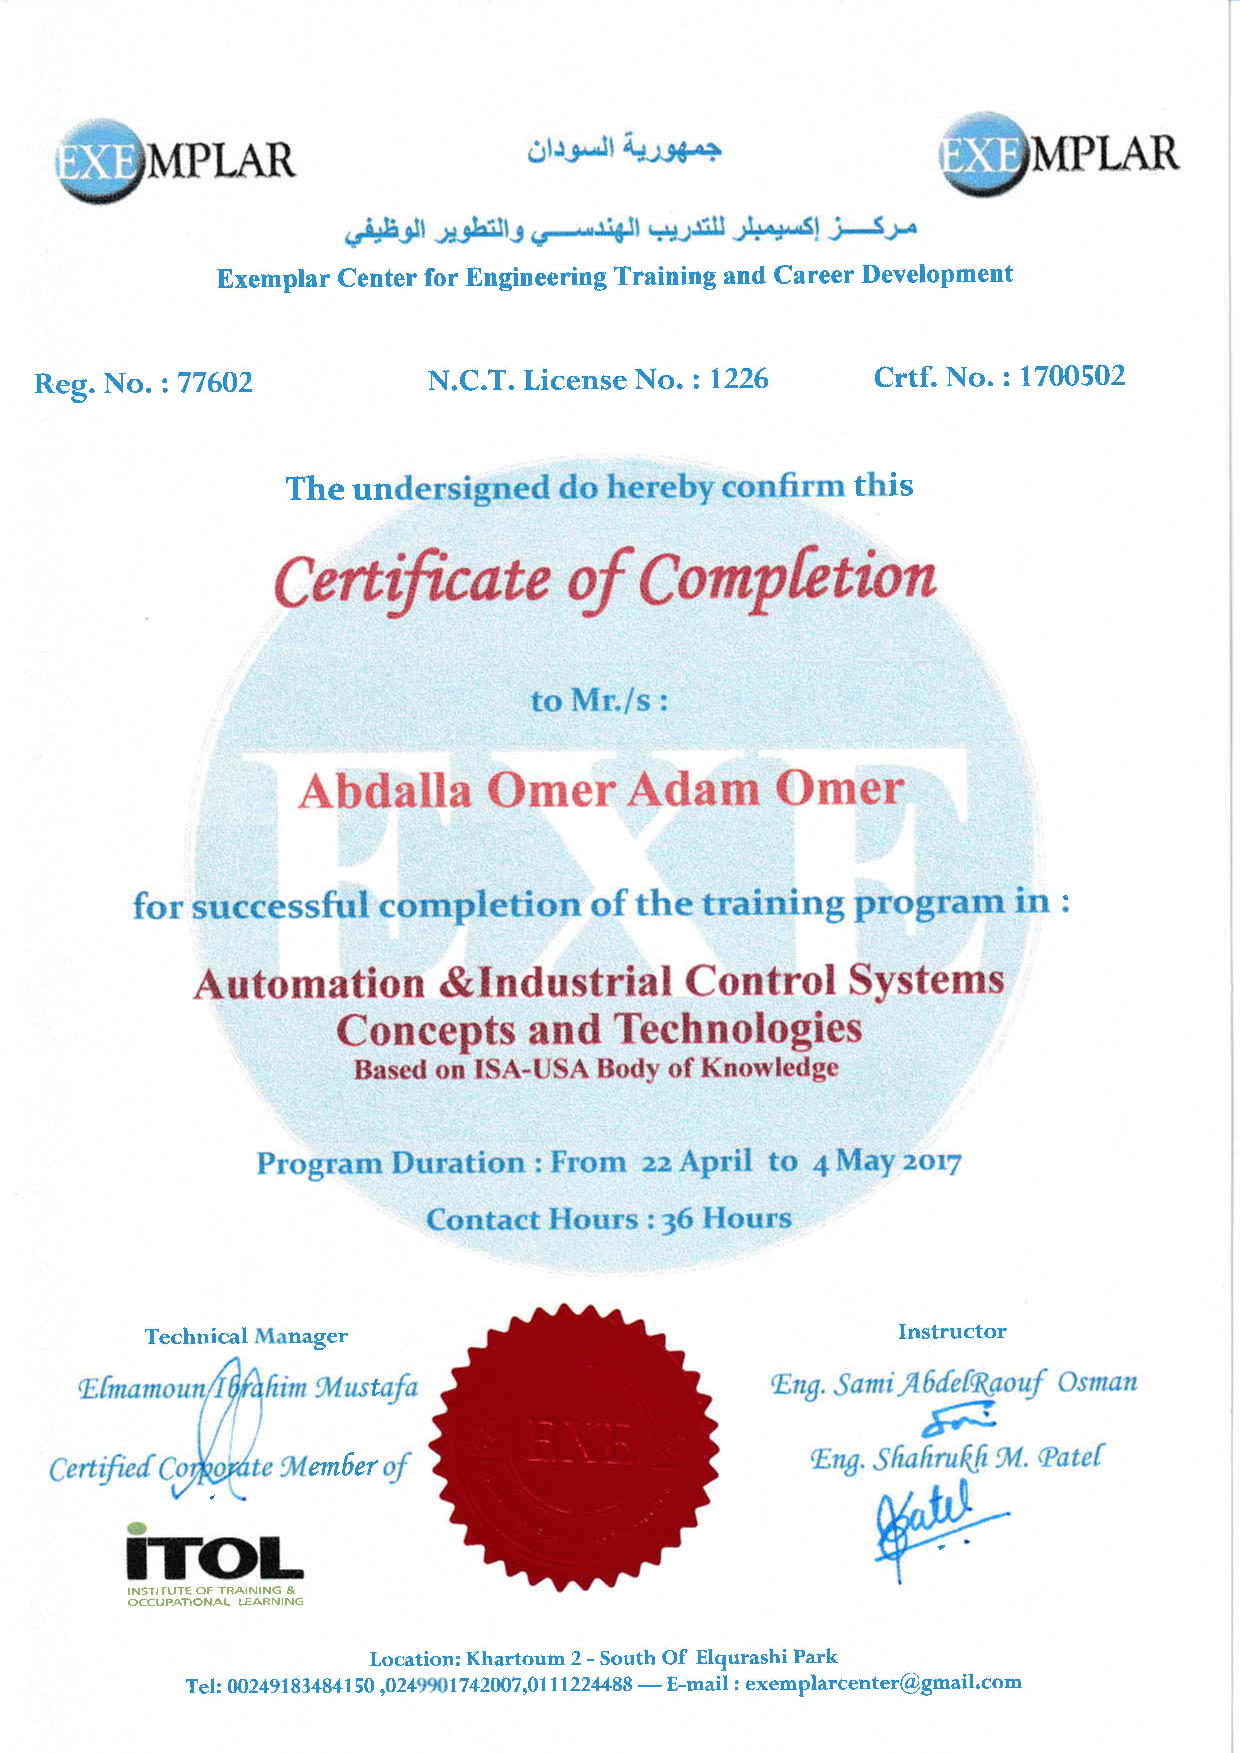 EXEMPLAR
جمهورية السودان
EXEMPLAR
مركـــز إكسيمبلر للتدريب الهندســـي والتطوير الوظيفي
Exemplar Center for Engineering Training and Career Development
Reg. No. : 77602
N.C.T. License No. : 1226
Crtf. No. : 1700502
The undersigned do hereby confirm this
Certificate of Completion
to Mr./s :
EXE
Abdalla Omer Adam Omer
for successful completion of the training program in :
Automation &Industrial Control Systems
Concepts and Technologies
Based on ISA-USA Body of Knowledge
Program Duration : From 22 April to 4 May 2017
Contact Hours : 36 Hours
Technical Manager
Elmamoun Ibrahim Mustafa
Certified Corporate Member of
iTOL
INSTITUTE OF TRAINING &
OCCUPATIONAL LEARNING
EXE
Instructor
Eng. Sami AbdelRaouf Osman
Eng. Shahrukh M. Patel
Patel
Location: Khartoum 2 - South Of Elqurashi Park
Tel: 00249183484150 ,0249901742007,0111224488 — E-mail : exemplarcenter@gmail.com